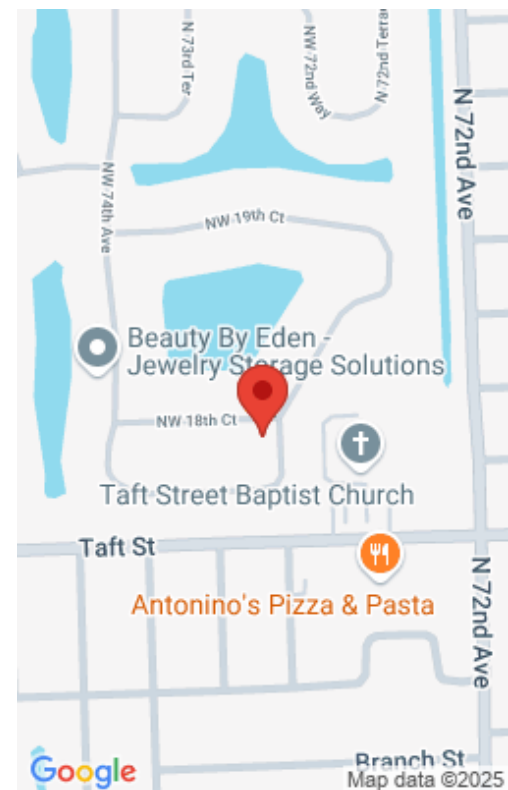 N 73rd Ter
NW 72nd Way
N 72nd Terrace
N 72nd Ave
NW 74th Ave
NW 19th Ct
Beauty By Eden -
Jewelry Storage Solutions
NW 18th Ct
Taft Street Baptist Church
Taft St
Antonino's Pizza & Pasta
N 72nd Ave
Branch St
Google
Map data ©2025